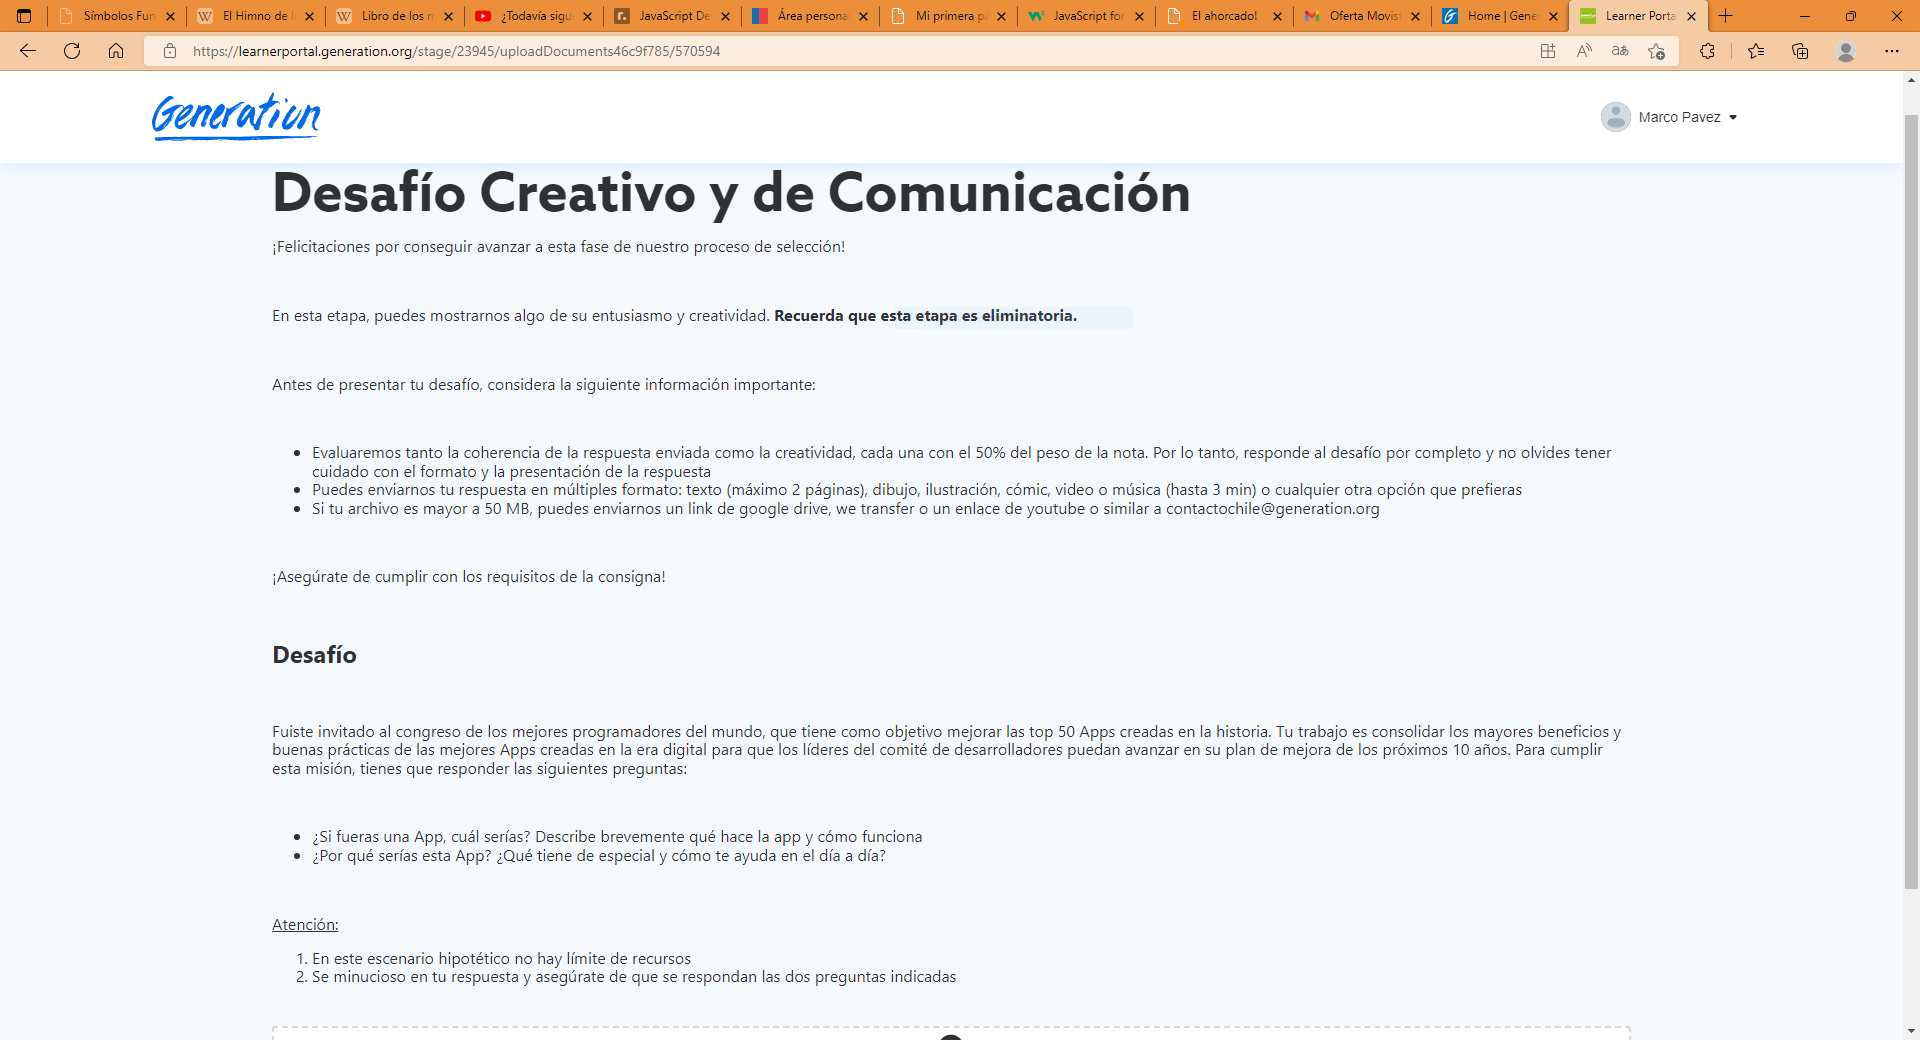 Símbolos Fun
El Himno de l
Libro de los m
¿Todavía sigu
JavaScript De
Área persona
Mi primera p
JavaScript for
El ahorcado!
Oferta Movist
Home | Gene
Learner Porta
https://learnerportal.generation.org/stage/23945/uploadDocuments46c9f785/570594
Generation
Marco Pavez
Desafío Creativo y de Comunicación
¡Felicitaciones por conseguir avanzar a esta fase de nuestro proceso de selección!
En esta etapa, puedes mostrarnos algo de su entusiasmo y creatividad. Recuerda que esta etapa es eliminatoria.
Antes de presentar tu desafío, considera la siguiente información importante:
• Evaluaremos tanto la coherencia de la respuesta enviada como la creatividad, cada una con el 50% del peso de la nota. Por lo tanto, responde al desafío por completo y no olvides tener
cuidado con el formato y la presentación de la respuesta
• Puedes enviarnos tu respuesta en múltiples formato: texto (máximo 2 páginas), dibujo, ilustración, cómic, video o música (hasta 3 min) o cualquier otra opción que prefieras
• Si tu archivo es mayor a 50 MB, puedes enviarnos un link de google drive, we transfer o un enlace de youtube o similar a contactochile@generation.org
¡Asegúrate de cumplir con los requisitos de la consigna!
Desafío
Fuiste invitado al congreso de los mejores programadores del mundo, que tiene como objetivo mejorar las top 50 Apps creadas en la historia. Tu trabajo es consolidar los mayores beneficios y
buenas prácticas de las mejores Apps creadas en la era digital para que los líderes del comité de desarrolladores puedan avanzar en su plan de mejora de los próximos 10 años. Para cumplir
esta misión, tienes que responder las siguientes preguntas:
• ¿Si fueras una App, cuál serías? Describe brevemente qué hace la app y cómo funciona
• ¿Por qué serías esta App? ¿Qué tiene de especial y cómo te ayuda en el día a día?
Atención:
1. En este escenario hipotético no hay límite de recursos
2. Se minucioso en tu respuesta y asegúrate de que se respondan las dos preguntas indicadas